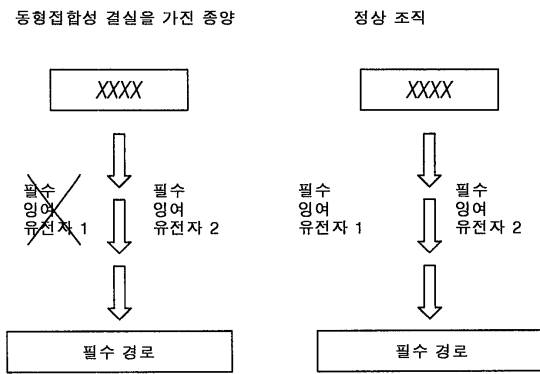 동형접합성 결실을 가진 종양
XXXX
필수
잉여
유전자 1
필수
잉여
유전자 2
필수 경로
정상 조직
XXXX
필수
잉여
유전자 1
필수
잉여
유전자 2
필수 경로